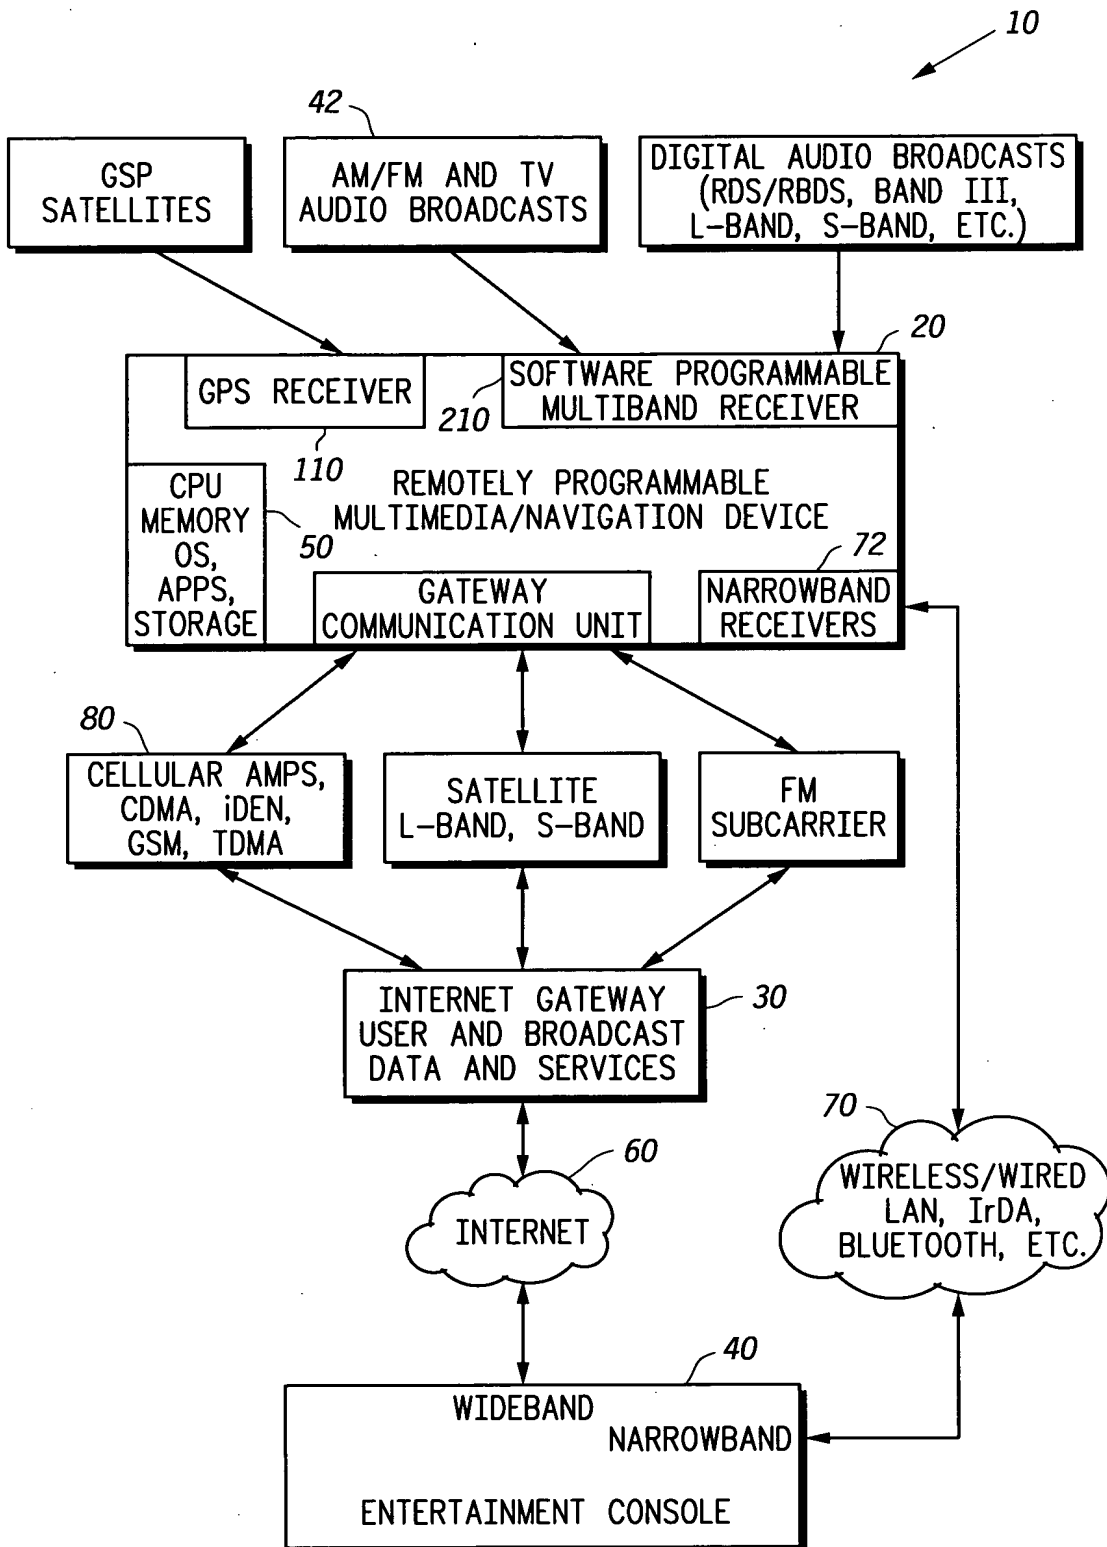 10
42
GSP
SATELLITES
AM/FM AND TV
AUDIO BROADCASTS
DIGITAL AUDIO BROADCASTS
(RDS/RBDS, BAND III,
L-BAND, S-BAND, ETC.)
20
GPS RECEIVER
110
210
SOFTWARE PROGRAMMABLE
MULTIBAND RECEIVER
CPU
MEMORY
OS,
APPS,
STORAGE
50
REMOTELY PROGRAMMABLE
MULTIMEDIA/NAVIGATION DEVICE
72
GATEWAY
COMMUNICATION UNIT
NARROWBAND
RECEIVERS
80
CELLULAR AMPS,
CDMA, iDEN,
GSM, TDMA
SATELLITE
L-BAND, S-BAND
FM
SUBCARRIER
INTERNET GATEWAY
USER AND BROADCAST
DATA AND SERVICES
30
70
WIRELESS/WIRED
LAN, IrDA,
BLUETOOTH, ETC.
60
INTERNET
40
WIDEBAND
NARROWBAND
ENTERTAINMENT CONSOLE